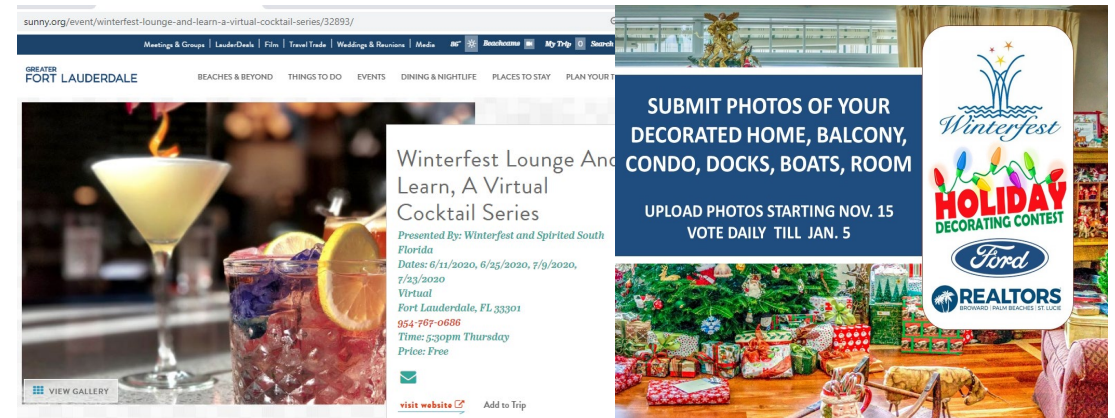 sunny.org/event/winterfest-lounge-and-learn-a-virtual-cocktail-series/32893/
Meetings & Groups | LauderDeals | Film | Travel Trade | Weddings & Reunions | Media 86° Beachcams My Trip 0 Search
GREATER
FORT LAUDERDALE
BEACHES & BEYOND THINGS TO DO EVENTS DINING & NIGHTLIFE PLACES TO STAY PLAN YOUR T
Winterfest Lounge And
Learn, A Virtual
Cocktail Series
Presented By: Winterfest and Spirited South
Florida
Dates: 6/11/2020, 6/25/2020, 7/9/2020,
7/23/2020
Virtual
Fort Lauderdale, FL 33301
954-767-0686
Time: 5:30pm Thursday
Price: Free
VIEW GALLERY
visit website Add to Trip
SUBMIT PHOTOS OF YOUR
DECORATED HOME, BALCONY,
CONDO, DOCKS, BOATS, ROOM
UPLOAD PHOTOS STARTING NOV. 15
VOTE DAILY TILL JAN. 5
Winterfest
HOLIDAY
DECORATING CONTEST
Ford
REALTORS
BROWARD | PALM BEACHES | ST. LUCIE